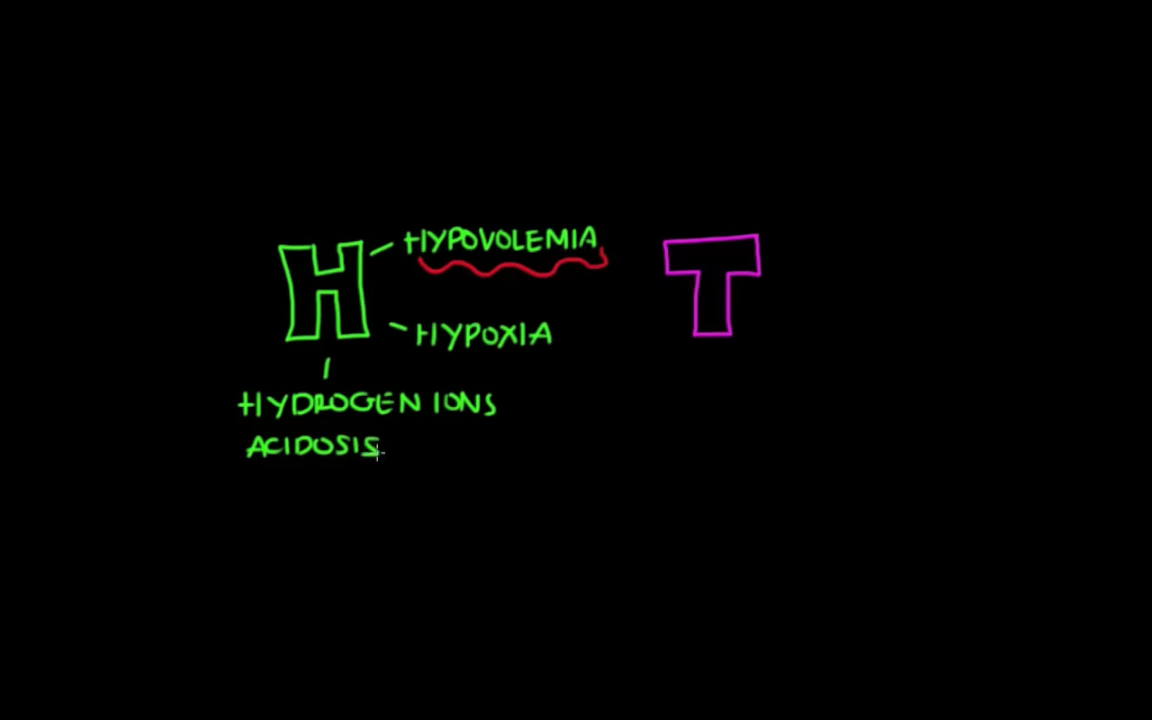 H
HYPOVOLEMIA
T
HYPOXIA
HYDROGEN IONS
ACIDOSIS